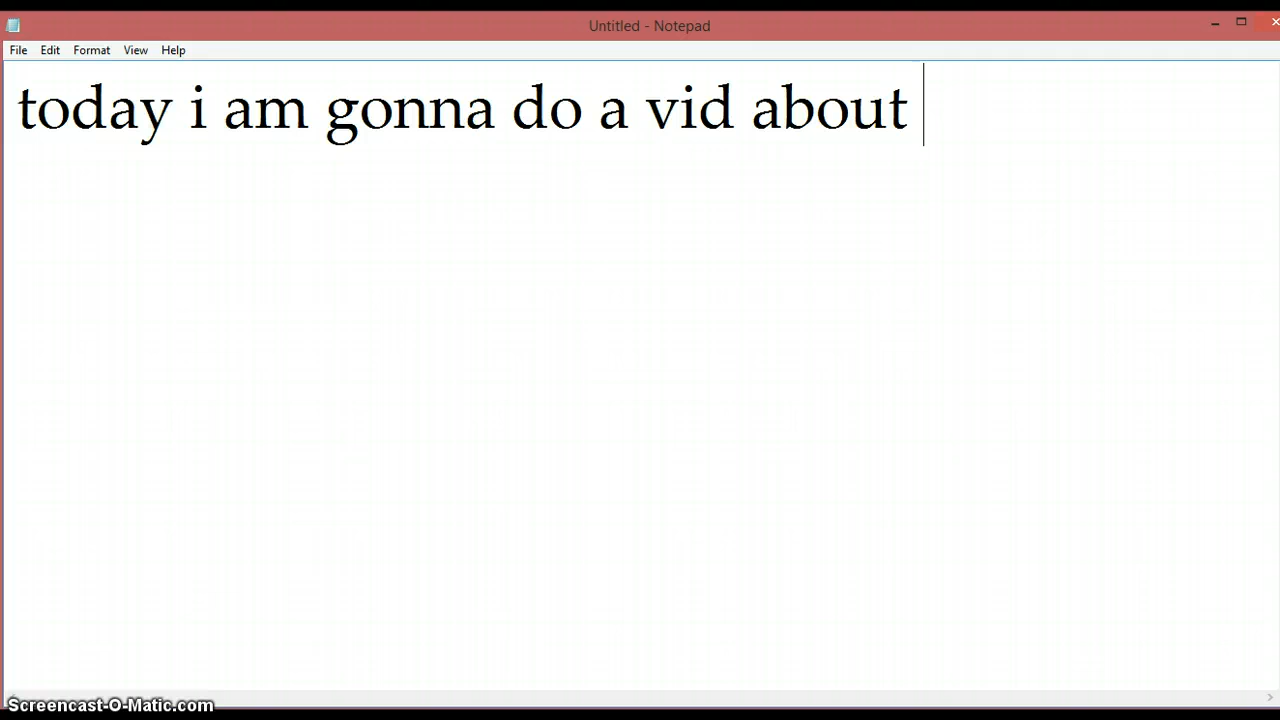 Untitled - Notepad
File Edit Format View Help
today i am gonna do a vid about
Screencast-O-Matic.com